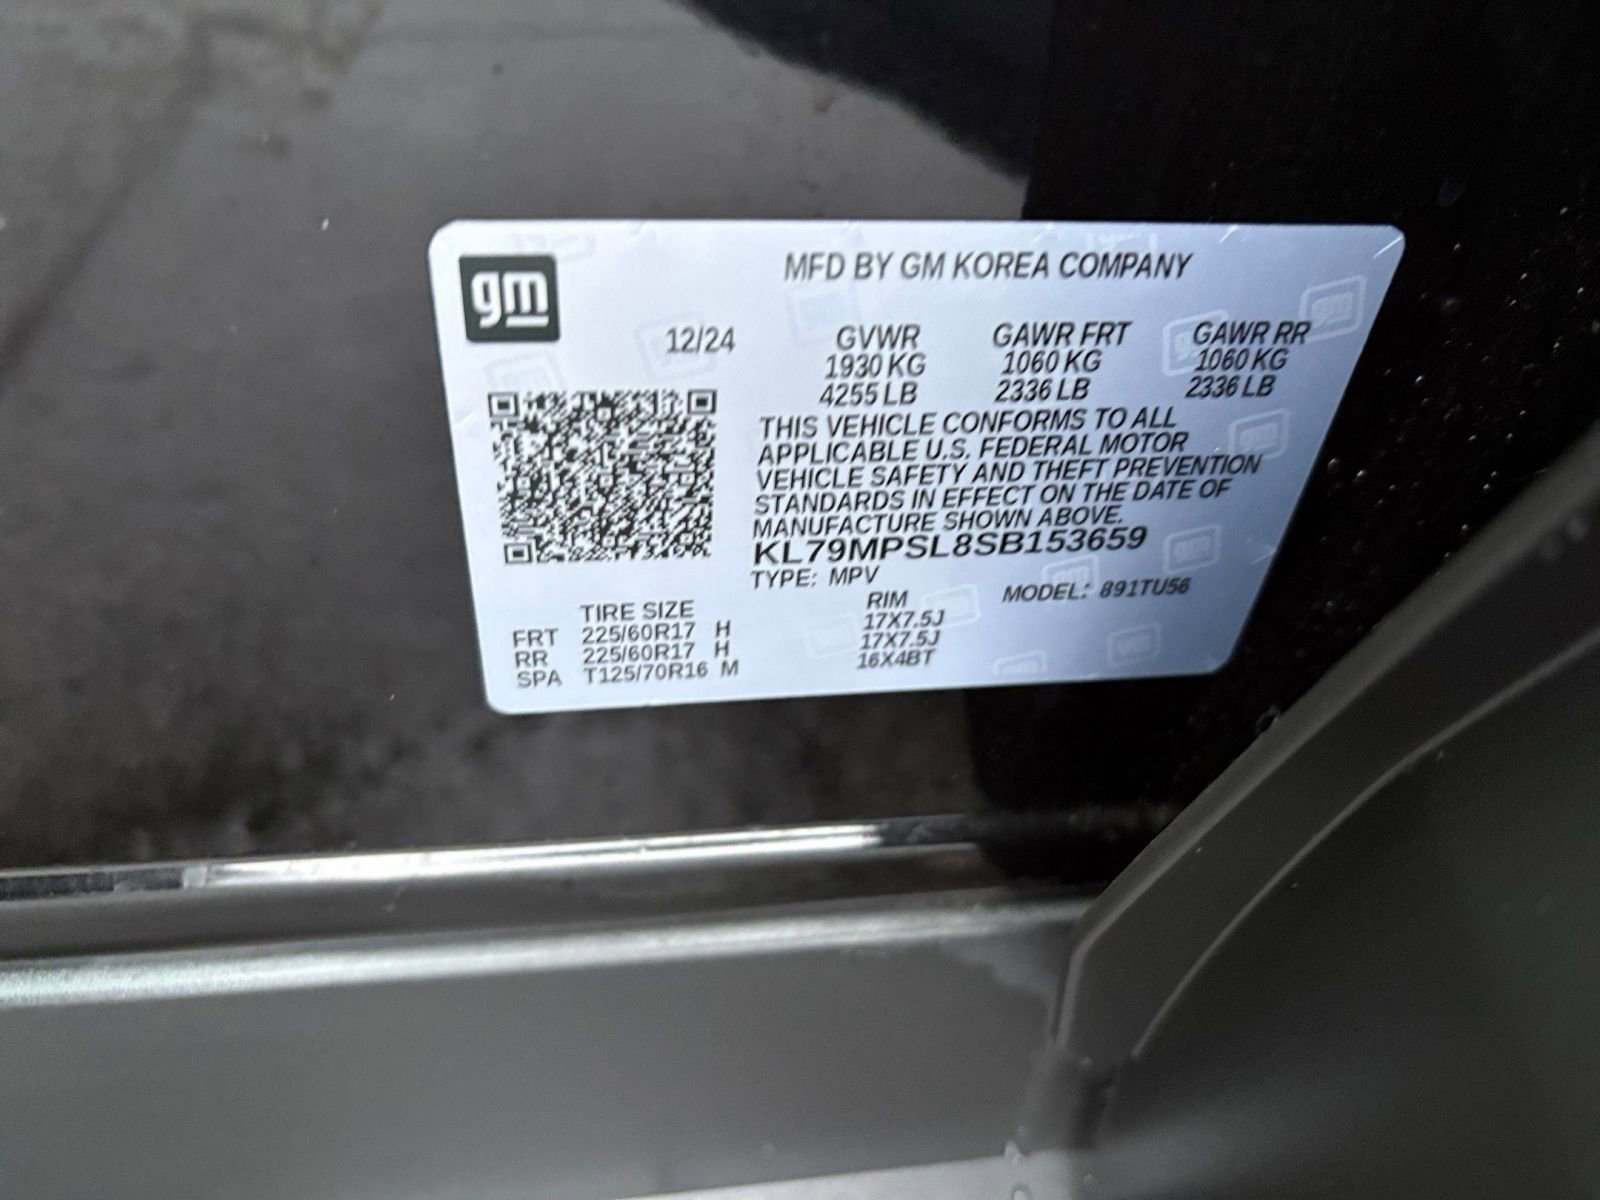 gm
MFD BY GM KOREA COMPANY
12/24 GVWR GAWR FRT GAWR RR
1930 KG 1060 KG 1060 KG
4255 LB 2336 LB 2336 LB
THIS VEHICLE CONFORMS TO ALL
APPLICABLE U.S. FEDERAL MOTOR
VEHICLE SAFETY AND THEFT PREVENTION
STANDARDS IN EFFECT ON THE DATE OF
MANUFACTURE SHOWN ABOVE.
KL79MPSL8SB153659
TYPE: MPV MODEL: 891TU56
TIRE SIZE RIM
FRT 225/60R17 H 17X7.5J
RR 225/60R17 H 17X7.5J
SPA T125/70R16 M 16X4BT